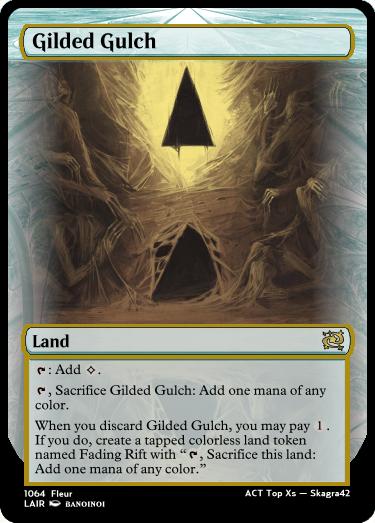 Gilded Gulch
Land
: Add .
, Sacrifice Gilded Gulch: Add one mana of any
color.
When you discard Gilded Gulch, you may pay 1 .
If you do, create a tapped colorless land token
named Fading Rift with “ , Sacrifice this land:
Add one mana of any color.”
1064 Fleur
ACT Top Xs — Skagra42
LAIR BANOINOI